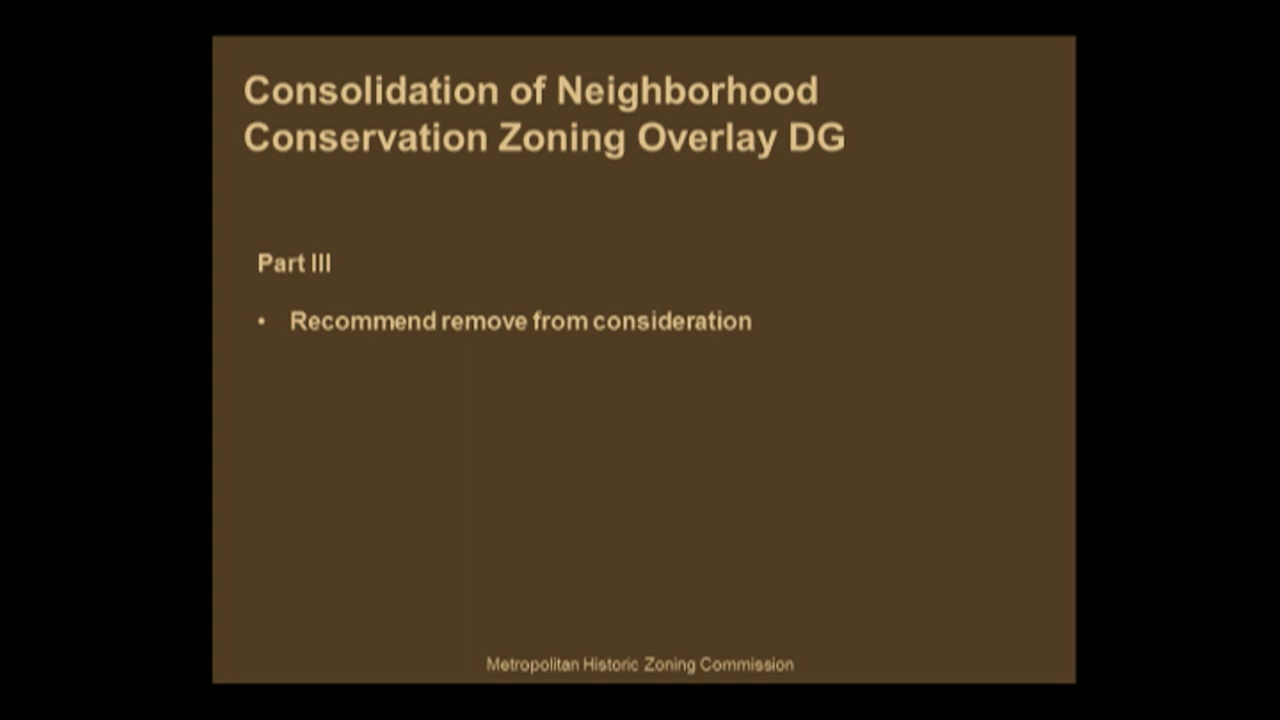 Consolidation of Neighborhood
Conservation Zoning Overlay DG
Part III
• Recommend remove from consideration
Metropolitan Historic Zoning Commission